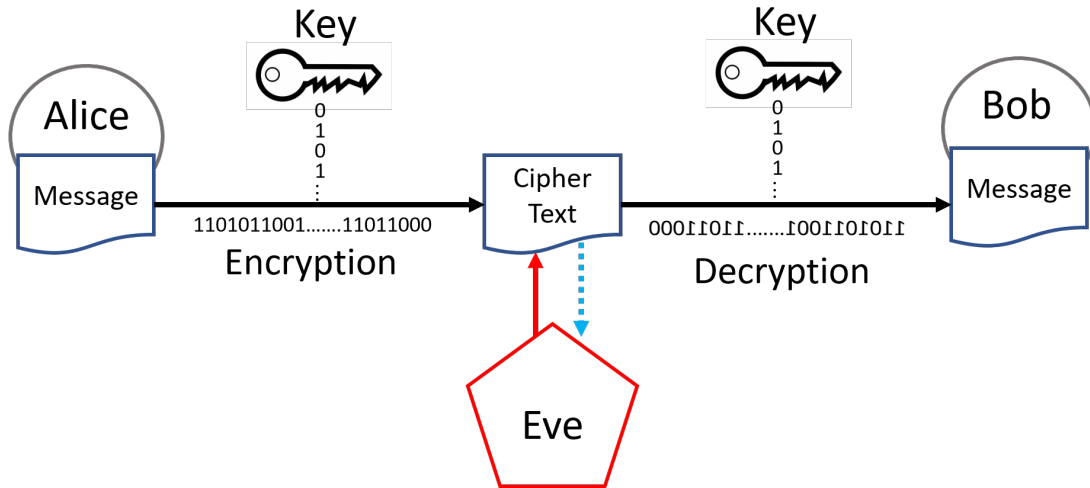 Key
Key
Alice
Bob
0
1
0
1
...
0
1
0
1
...
Message
Cipher
Text
Message
1101011001.......11011000
00011011.......1001101011
Encryption
Decryption
Eve